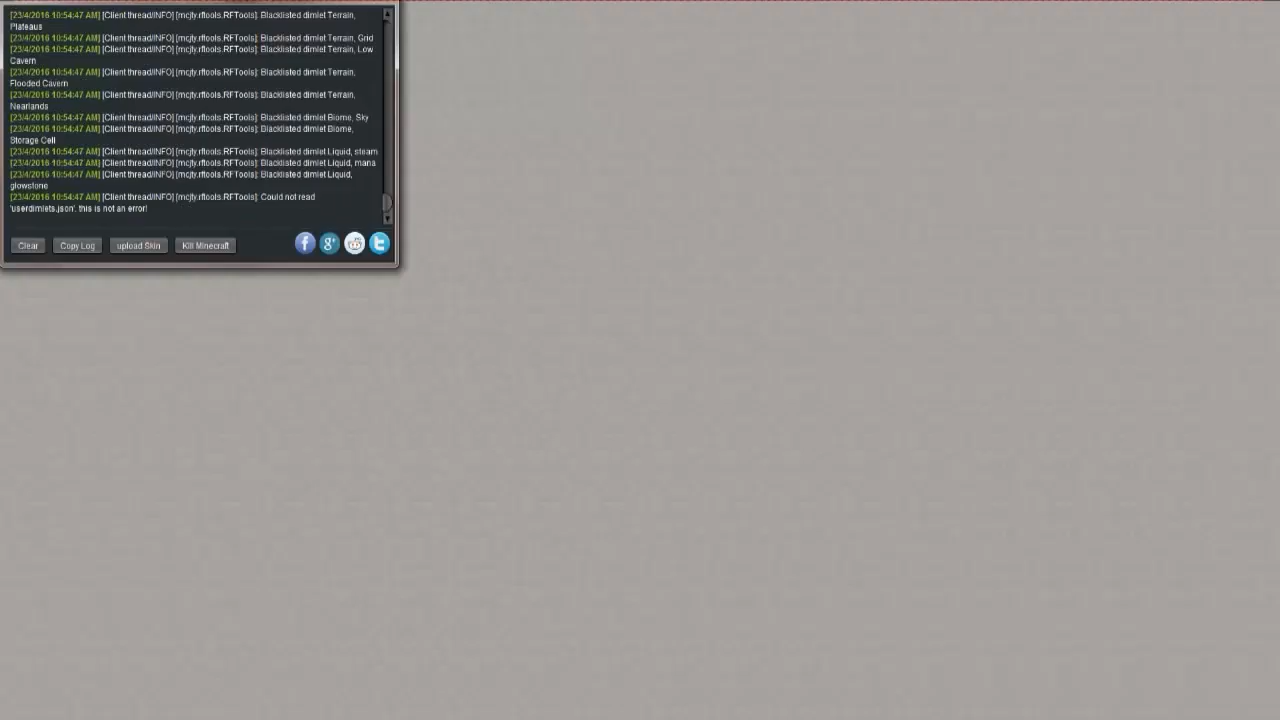 [23/4/2016 10:54:47 AM] [Client thread/INFO] [mcjty.rftools.RFTools]: Blacklisted dimlet Terrain,
Plateaus
[23/4/2016 10:54:47 AM] [Client thread/INFO] [mcjty.rftools.RFTools]: Blacklisted dimlet Terrain, Grid
[23/4/2016 10:54:47 AM] [Client thread/INFO] [mcjty.rftools.RFTools]: Blacklisted dimlet Terrain, Low
Cavern
[23/4/2016 10:54:47 AM] [Client thread/INFO] [mcjty.rftools.RFTools]: Blacklisted dimlet Terrain,
Flooded Cavern
[23/4/2016 10:54:47 AM] [Client thread/INFO] [mcjty.rftools.RFTools]: Blacklisted dimlet Terrain,
Nearlands
[23/4/2016 10:54:47 AM] [Client thread/INFO] [mcjty.rftools.RFTools]: Blacklisted dimlet Biome, Sky
[23/4/2016 10:54:47 AM] [Client thread/INFO] [mcjty.rftools.RFTools]: Blacklisted dimlet Biome,
Storage Cell
[23/4/2016 10:54:47 AM] [Client thread/INFO] [mcjty.rftools.RFTools]: Blacklisted dimlet Liquid, steam
[23/4/2016 10:54:47 AM] [Client thread/INFO] [mcjty.rftools.RFTools]: Blacklisted dimlet Liquid, mana
[23/4/2016 10:54:47 AM] [Client thread/INFO] [mcjty.rftools.RFTools]: Blacklisted dimlet Liquid,
glowstone
[23/4/2016 10:54:47 AM] [Client thread/INFO] [mcjty.rftools.RFTools]: Could not read
'userdimlets.json'. this is not an error!
Clear Copy Log upload Skin Kill Minecraft